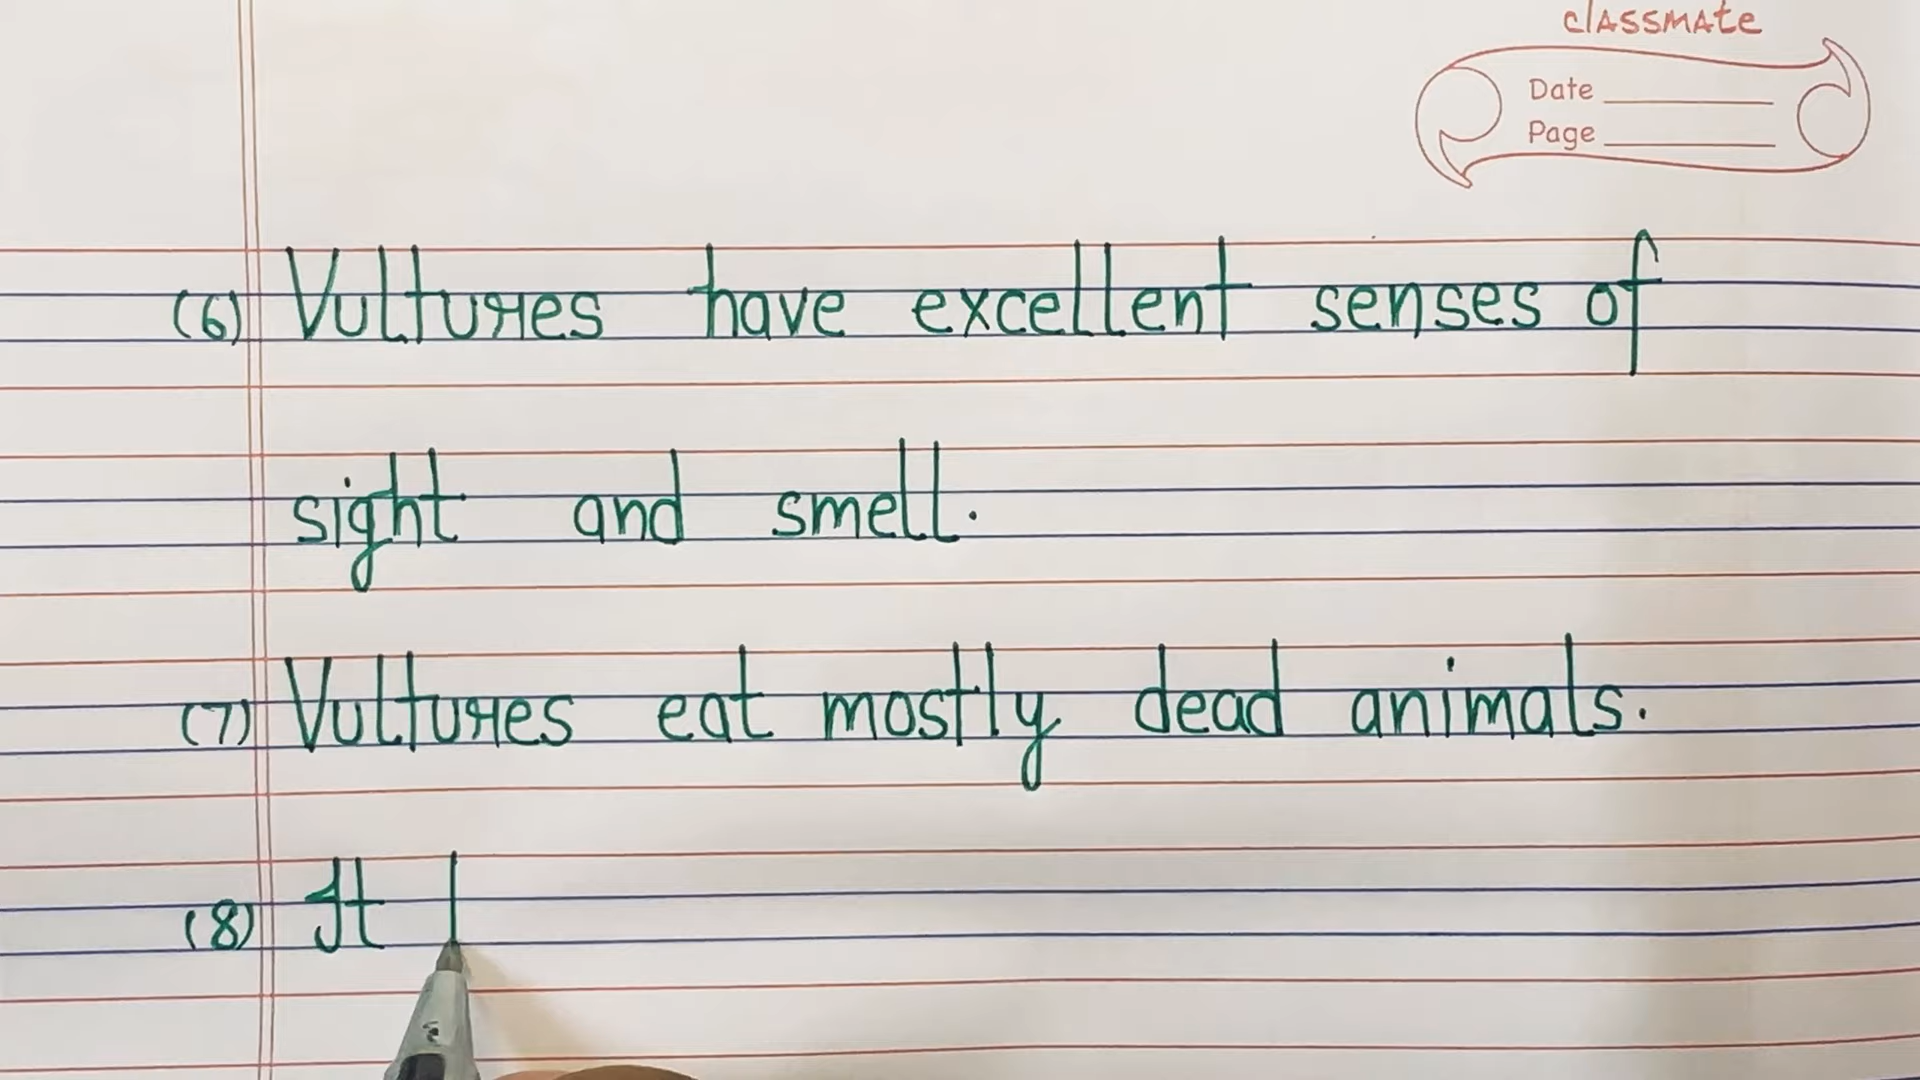 classmate
Date
Page
(6) Vultures have excellent senses of
sight and smell.
(7) Vultures eat mostly dead animals.
(8) It